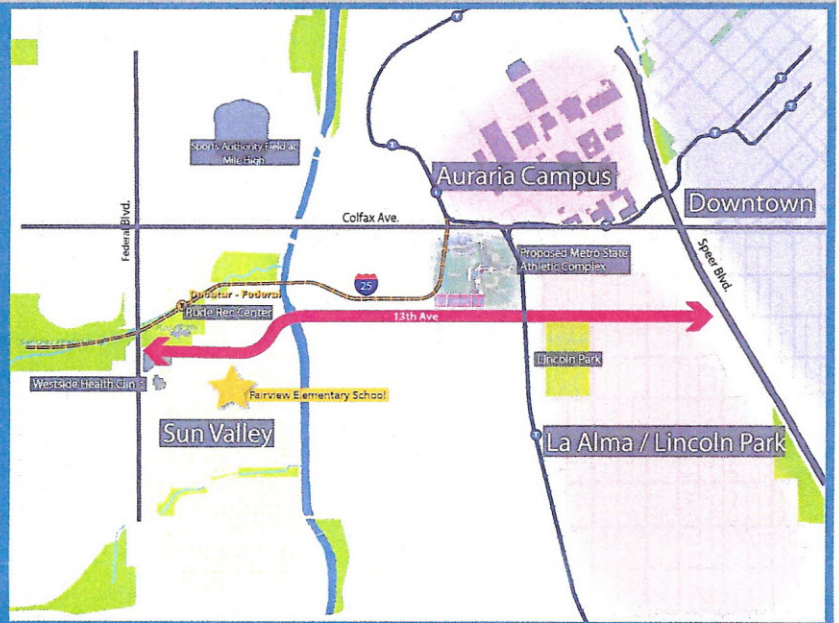 Sports Authority Field at
Mile High
Auraria Campus
Downtown
Federal Blvd.
Colfax Ave.
Speer Blvd.
Proposed Metro State
Athletic Complex
Decatur - Federal
25
Rude Rec Center
13th Ave
Lincoln Park
Westside Health Clin
Fairview Elementary School
Sun Valley
La Alma / Lincoln Park
T
T
T
T
T
T
T
T
T